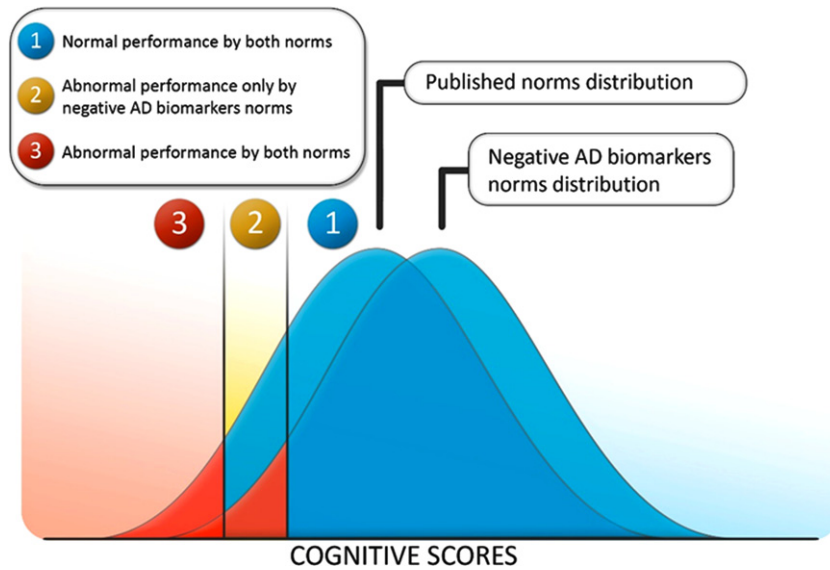 1 Normal performance by both norms
2 Abnormal performance only by
negative AD biomarkers norms
3 Abnormal performance by both norms
Published norms distribution
Negative AD biomarkers
norms distribution
3 2 1
COGNITIVE SCORES